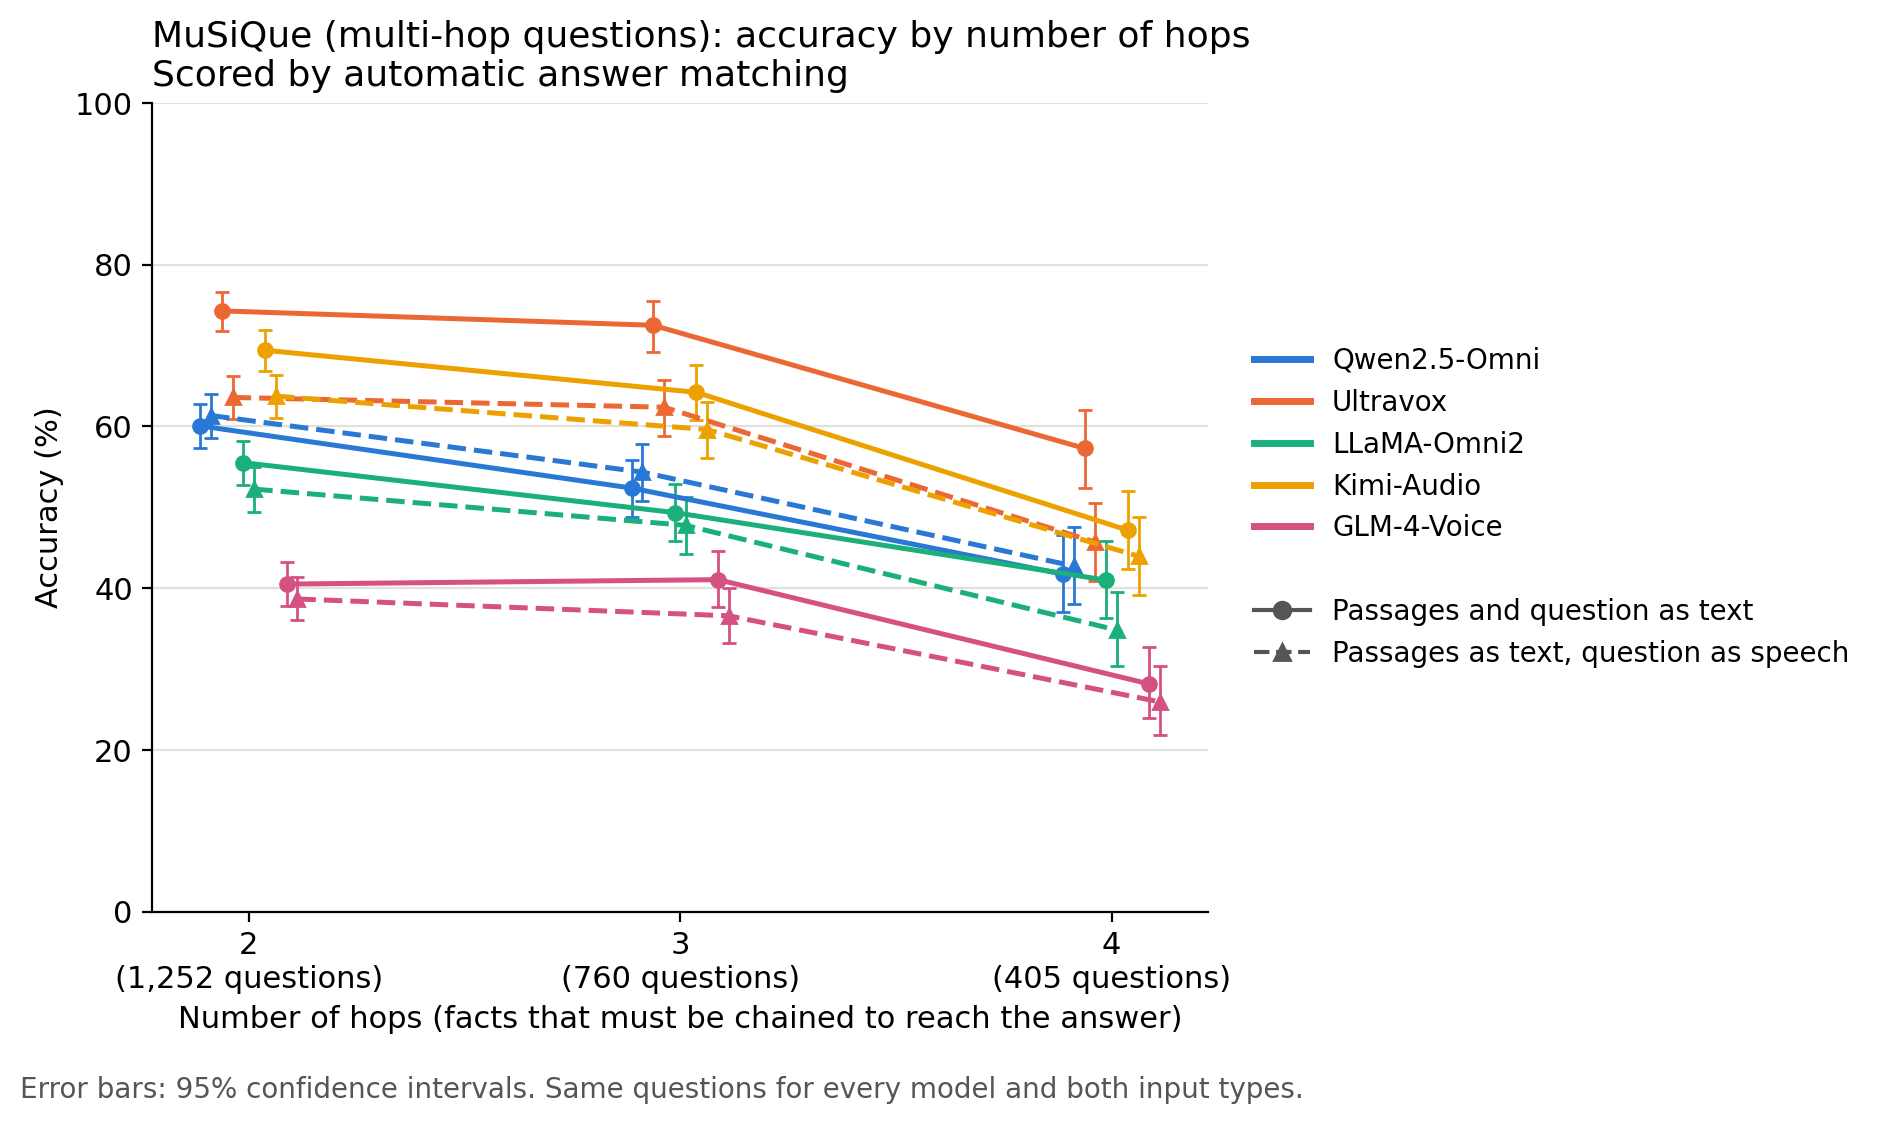 MuSiQue (multi-hop questions): accuracy by number of hops
Scored by automatic answer matching
Accuracy (%)
100
80
60
40
20
0
2
(1,252 questions)
3
(760 questions)
4
(405 questions)
Number of hops (facts that must be chained to reach the answer)
Qwen2.5-Omni
Ultravox
LLaMA-Omni2
Kimi-Audio
GLM-4-Voice
Passages and question as text
Passages as text, question as speech
Error bars: 95% confidence intervals. Same questions for every model and both input types.